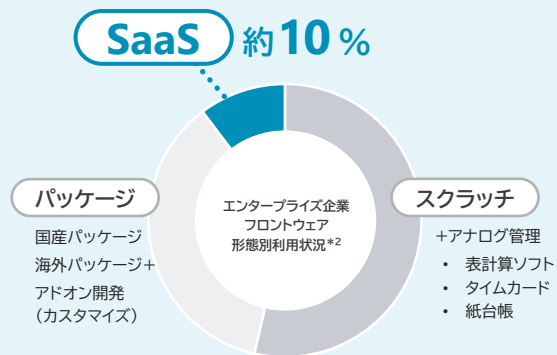 SaaS 約10%
エンタープライズ企業
フロントウェア
形態別利用状況*2
パッケージ
国産パッケージ
海外パッケージ+
アドオン開発
(カスタマイズ)
スクラッチ
+アナログ管理
• 表計算ソフト
• タイムカード
• 紙台帳